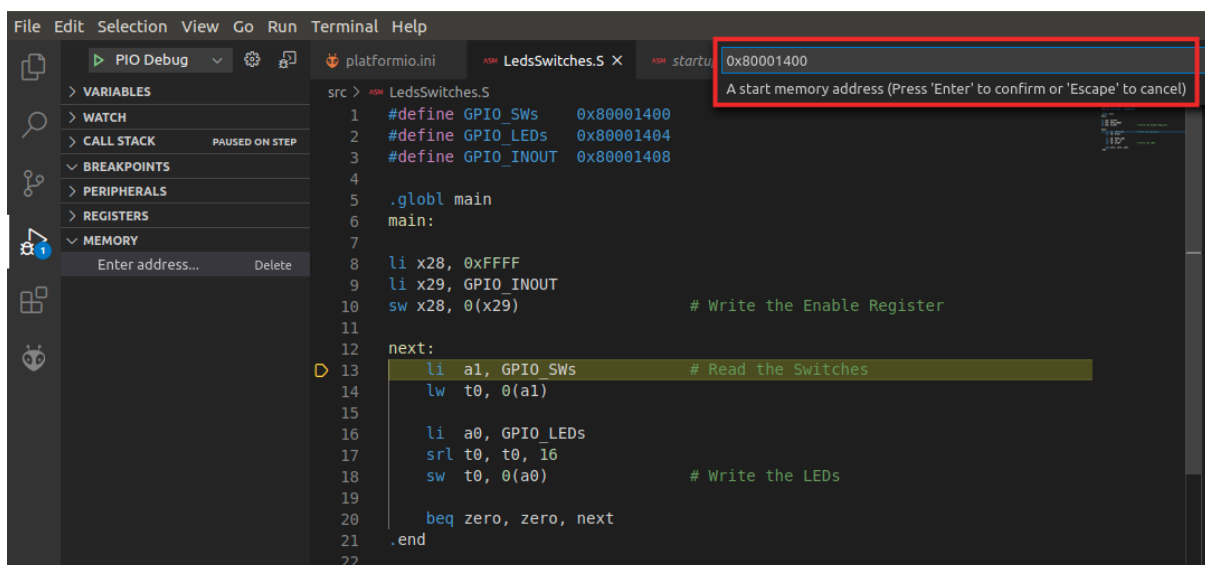 File Edit Selection View Go Run Terminal Help
PIO Debug
platformio.ini
ASM LedsSwitches.S
ASM startu
0x80001400
A start memory address (Press 'Enter' to confirm or 'Escape' to cancel)
> VARIABLES
> WATCH
> CALL STACK PAUSED ON STEP
BREAKPOINTS
> PERIPHERALS
> REGISTERS
MEMORY
Enter address... Delete
1
src > ASM LedsSwitches.S
1 #define GPIO_SWs 0x80001400
2 #define GPIO_LEDs 0x80001404
3 #define GPIO_INOUT 0x80001408
4
5 .globl main
6 main:
7
8 li x28, 0xFFFF
9 li x29, GPIO_INOUT
10 sw x28, 0(x29) # Write the Enable Register
11
12 next:
13 li a1, GPIO_SWs # Read the Switches
14 lw t0, 0(a1)
15
16 li a0, GPIO_LEDs
17 srl t0, t0, 16
18 sw t0, 0(a0) # Write the LEDs
19
20 beq zero, zero, next
21 .end
22